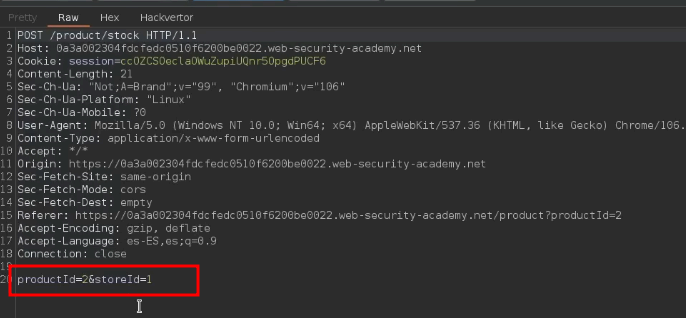 Pretty Raw Hex Hackvertor
1 POST /product/stock HTTP/1.1
2 Host: 0a3a002304fdcfedc0510f6200be0022.web-security-academy.net
3 Cookie: session=ccOZCSOeclaOWuZupiUQnr5OpgdPUCF6
4 Content-Length: 21
5 Sec-Ch-Ua: "Not;A=Brand";v="99", "Chromium";v="106"
6 Sec-Ch-Ua-Platform: "Linux"
7 Sec-Ch-Ua-Mobile: ?0
8 User-Agent: Mozilla/5.0 (Windows NT 10.0; Win64; x64) AppleWebKit/537.36 (KHTML, like Gecko) Chrome/106.
9 Content-Type: application/x-www-form-urlencoded
10 Accept: */*
11 Origin: https://0a3a002304fdcfedc0510f6200be0022.web-security-academy.net
12 Sec-Fetch-Site: same-origin
13 Sec-Fetch-Mode: cors
14 Sec-Fetch-Dest: empty
15 Referer: https://0a3a002304fdcfedc0510f6200be0022.web-security-academy.net/product?productId=2
16 Accept-Encoding: gzip, deflate
17 Accept-Language: es-ES,es;q=0.9
18 Connection: close
19
20 productId=2&storeId=1